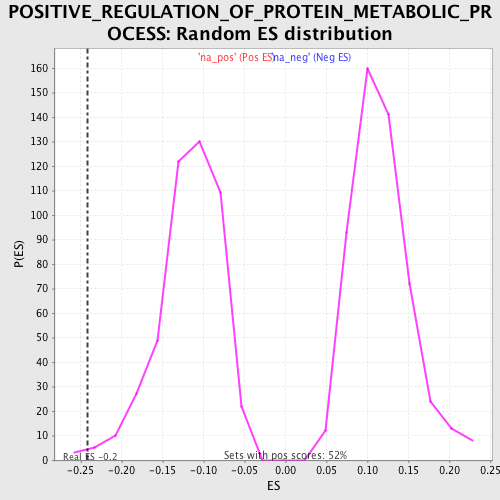 POSITIVE_REGULATION_OF_PROTEIN_METABOLIC_PR
OCESS: Random ES distribution
'na_pos' (Pos ES) 'na_neg' (Neg ES)
160
150
140
130
120
110
100
90
80
70
60
50
40
30
20
10
0
P(ES)
Real ES -0.2
Sets with pos scores: 52%
-0.25 -0.20 -0.15 -0.10 -0.05 0.00 0.05 0.10 0.15 0.20 0.25
ES